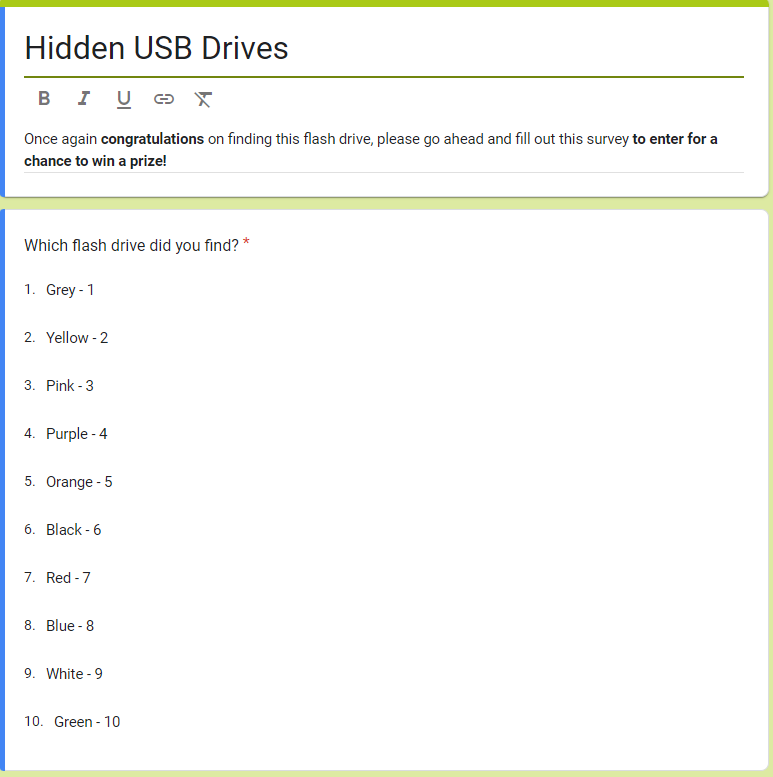 Hidden USB Drives
B I U
Once again congratulations on finding this flash drive, please go ahead and fill out this survey to enter for a
chance to win a prize!
Which flash drive did you find? *
1. Grey - 1
2. Yellow - 2
3. Pink - 3
4. Purple - 4
5. Orange - 5
6. Black - 6
7. Red - 7
8. Blue - 8
9. White - 9
10. Green - 10